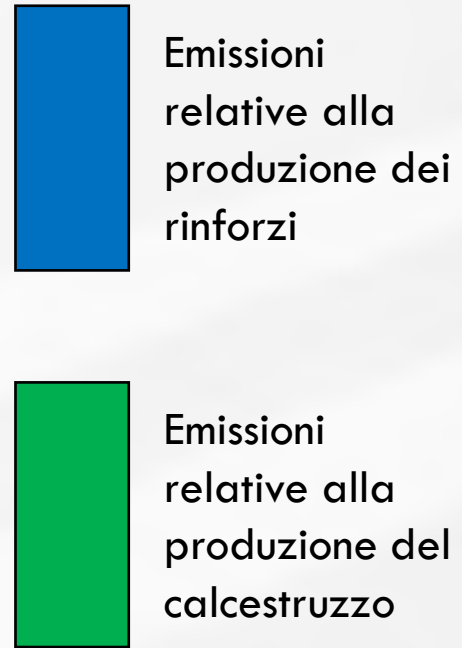 Emissioni
relative alla
produzione dei
rinforzi
Emissioni
relative alla
produzione del
calcestruzzo